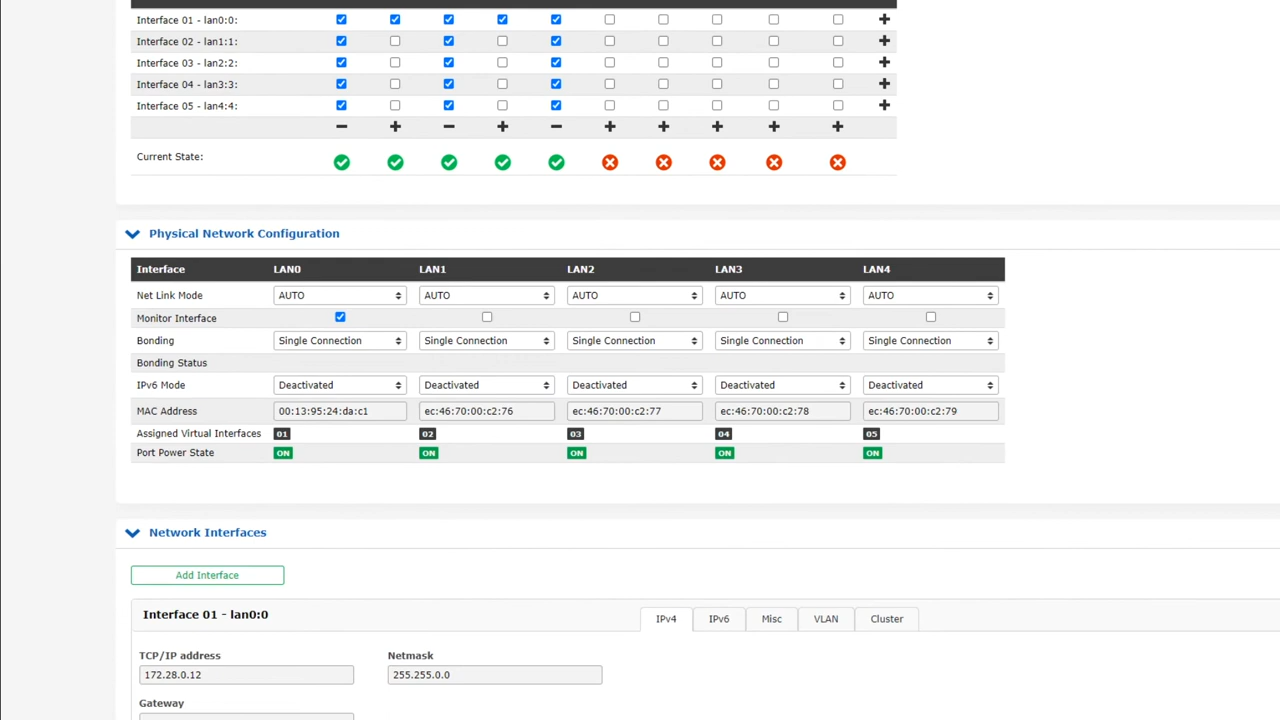 Interface 01 - lan0:0:
Interface 02 - lan1:1:
Interface 03 - lan2:2:
Interface 04 - lan3:3:
Interface 05 - lan4:4:
Current State:
Physical Network Configuration
Interface LAN0 LAN1 LAN2 LAN3 LAN4
Net Link Mode AUTO AUTO AUTO AUTO AUTO
Monitor Interface
Bonding Single Connection Single Connection Single Connection Single Connection Single Connection
Bonding Status
IPv6 Mode Deactivated Deactivated Deactivated Deactivated Deactivated
MAC Address 00:13:95:24:da:c1 ec:46:70:00:c2:76 ec:46:70:00:c2:77 ec:46:70:00:c2:78 ec:46:70:00:c2:79
Assigned Virtual Interfaces 01 02 03 04 05
Port Power State ON ON ON ON ON
Network Interfaces
Add Interface
Interface 01 - lan0:0 IPv4 IPv6 Misc VLAN Cluster
TCP/IP address Netmask
172.28.0.12 255.255.0.0
Gateway